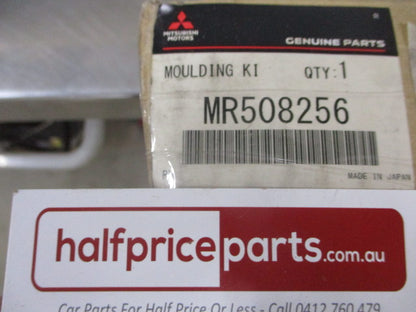 MITSUBISHI
MOTORS
GENUINE PARTS
MOULDING KI QTY:1
MR508256
MADE IN JAPAN
halfpriceparts.com.au
Car Parts For Half Price Or Less - Call 0412 760 479